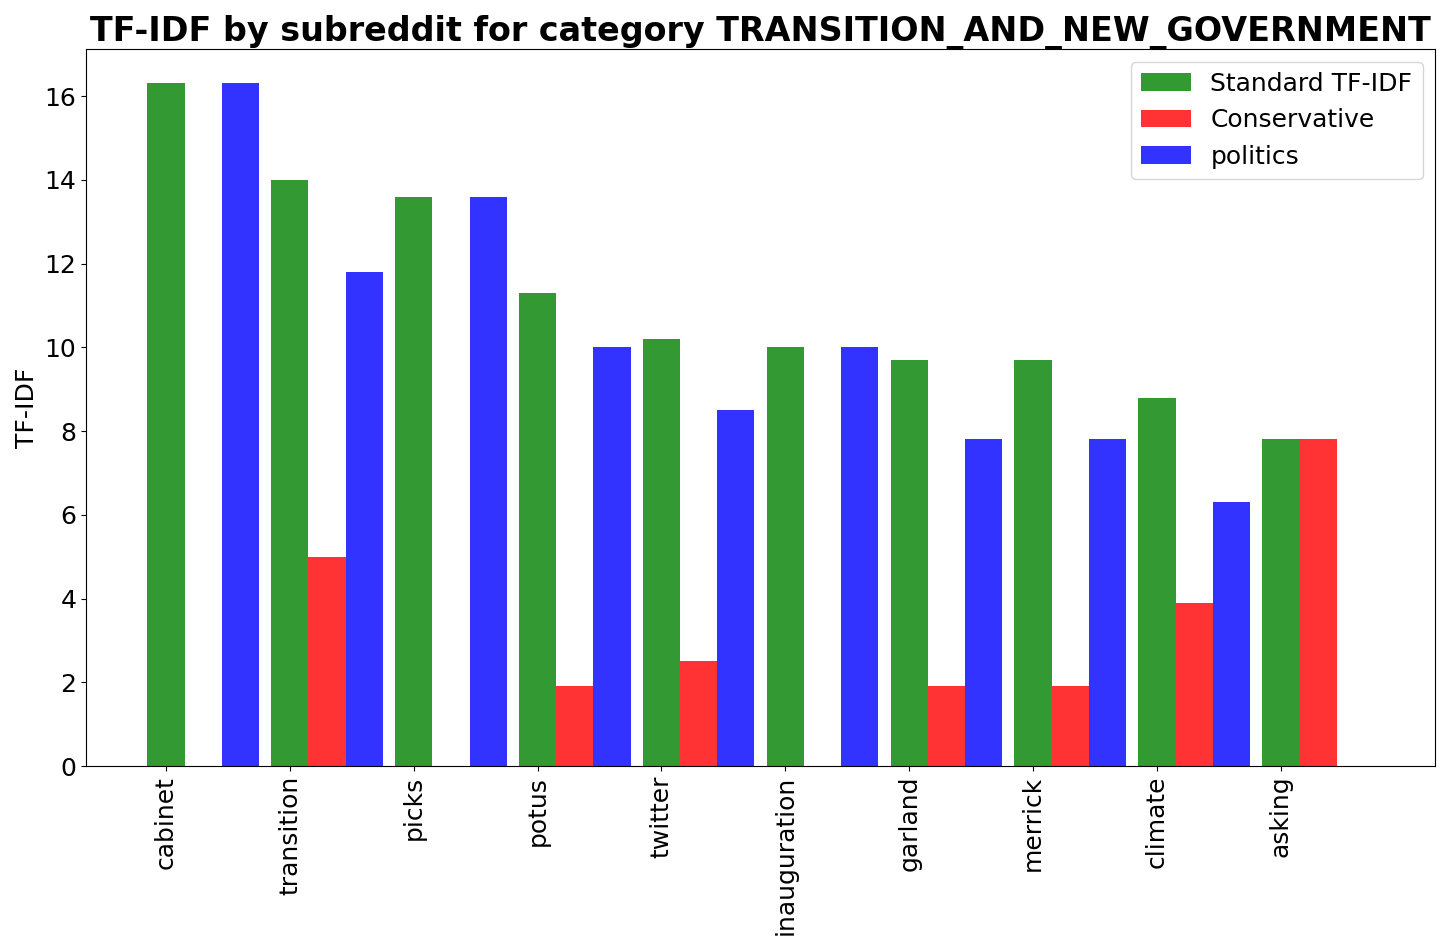 TF-IDF by subreddit for category TRANSITION_AND_NEW_GOVERNMENT
Standard TF-IDF
Conservative
politics
TF-IDF
16
14
12
10
8
6
4
2
0
cabinet
transition
picks
potus
twitter
inauguration
garland
merrick
climate
asking